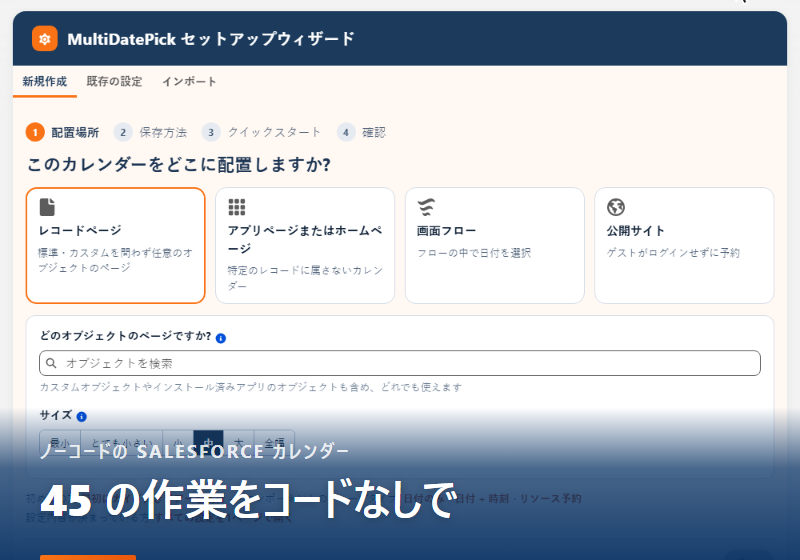 MultiDatePick セットアップウィザード
新規作成 既存の設定 インポート
1 配置場所 2 保存方法 3 クイックスタート 4 確認
このカレンダーをどこに配置しますか?
レコードページ
標準・カスタムを問わず任意のオ
ブジェクトのページ
アプリページまたはホームペ
ージ
特定のレコードに属さないカレン
ダー
画面フロー
フローの中で日付を選択
公開サイト
ゲストがログインせずに予約
どのオブジェクトのページですか?
オブジェクトを検索
カスタムオブジェクトやインストール済みアプリのオブジェクトも含め、どれでも使えます
サイズ
最小 とても小さい 小 中 大 全幅
ノーコードの SALESFORCE カレンダー
45 の作業をコードなしで
日付 + 時刻 · リソース予約